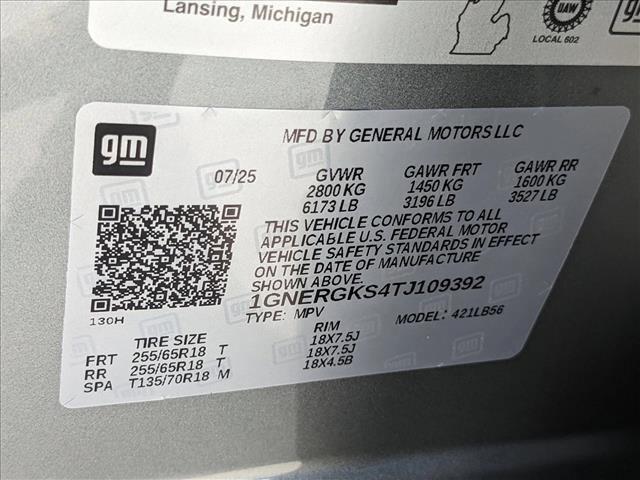 Lansing, Michigan
UAW
LOCAL 602
gm
MFD BY GENERAL MOTORS LLC
07/25 GVWR GAWR FRT GAWR RR
2800 KG 1450 KG 1600 KG
6173 LB 3196 LB 3527 LB
THIS VEHICLE CONFORMS TO ALL
APPLICABLE U.S. FEDERAL MOTOR
VEHICLE SAFETY STANDARDS IN EFFECT
ON THE DATE OF MANUFACTURE
SHOWN ABOVE.
1GNERGKS4TJ109392
TYPE: MPV MODEL: 421LB56
130H
TIRE SIZE RIM
FRT 255/65R18 T 18X7.5J
RR 255/65R18 T 18X7.5J
SPA T135/70R18 M 18X4.5B